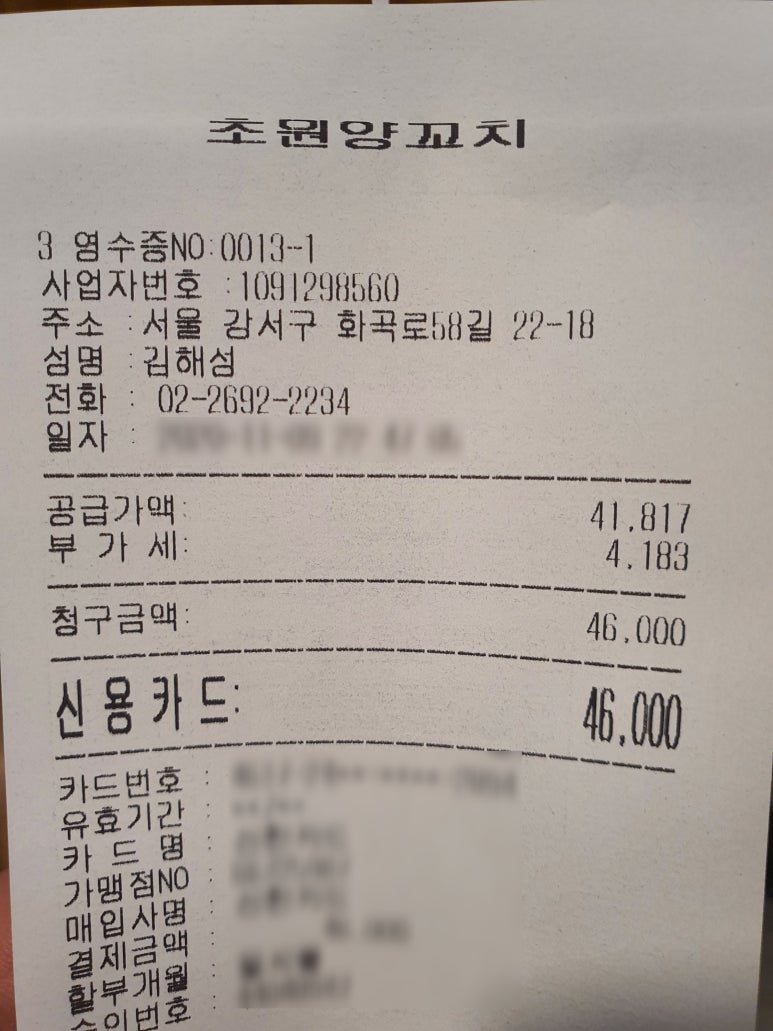 초원양꼬치
3 영수증NO:0013-1
사업자번호 :1091298560
주소 :서울 강서구 화곡로58길 22-18
성명 :김해섬
전화 : 02-2692-2234
일자 :
공급가액: 41,817
부 가 세: 4,183
청구금액: 46,000
신용카드: 46,000
카드번호 :
유효기간 :
카 드 명 :
가맹점NO :
매입사명 :
결제금액 :
할부개월 :
승인번호 :